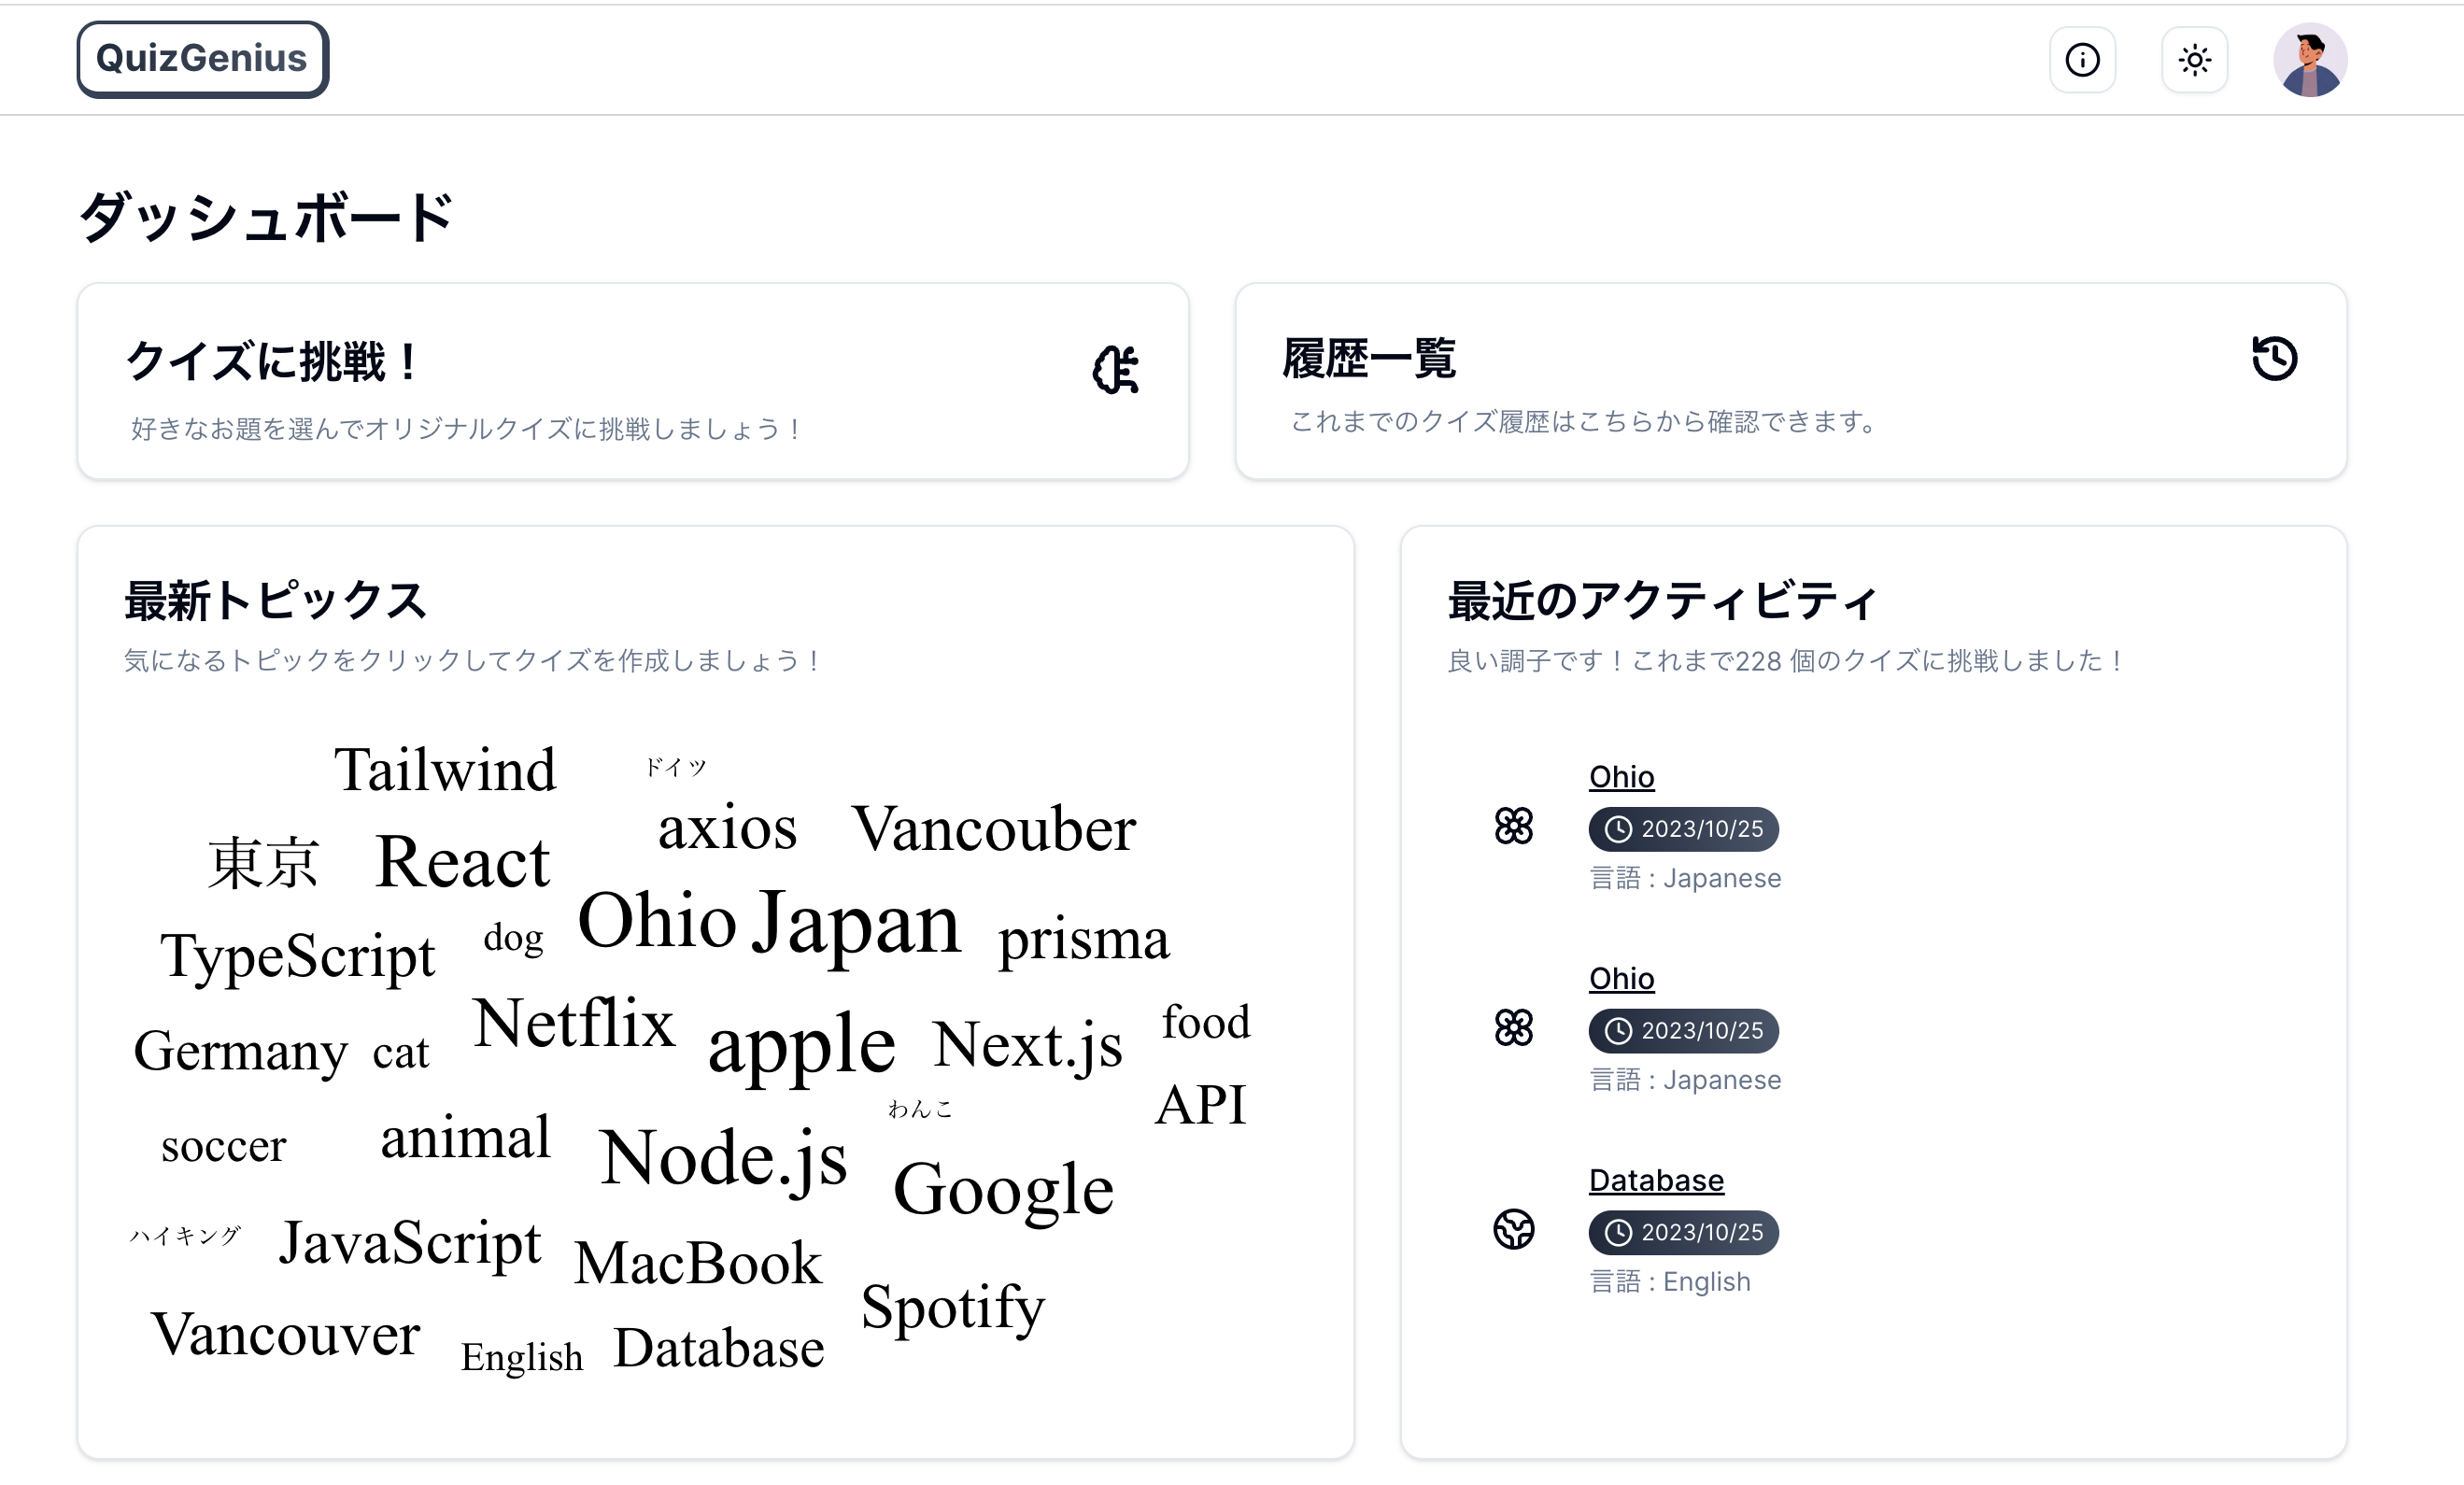 QuizGenius
ダッシュボード
クイズに挑戦！
好きなお題を選んでオリジナルクイズに挑戦しましょう！
履歴一覧
これまでのクイズ履歴はこちらから確認できます。
最新トピックス
気になるトピックをクリックしてクイズを作成しましょう！
Tailwind
ドイツ
axios
Vancouber
東京
React
Ohio
Japan
TypeScript
dog
prisma
Netflix
food
Germany
cat
apple
Next.js
API
わんこ
soccer
animal
Node.js
Google
ハイキング
JavaScript
MacBook
Spotify
Vancouver
English
Database
最近のアクティビティ
良い調子です！これまで228 個のクイズに挑戦しました！
Ohio
2023/10/25
言語 : Japanese
Ohio
2023/10/25
言語 : Japanese
Database
2023/10/25
言語 : English